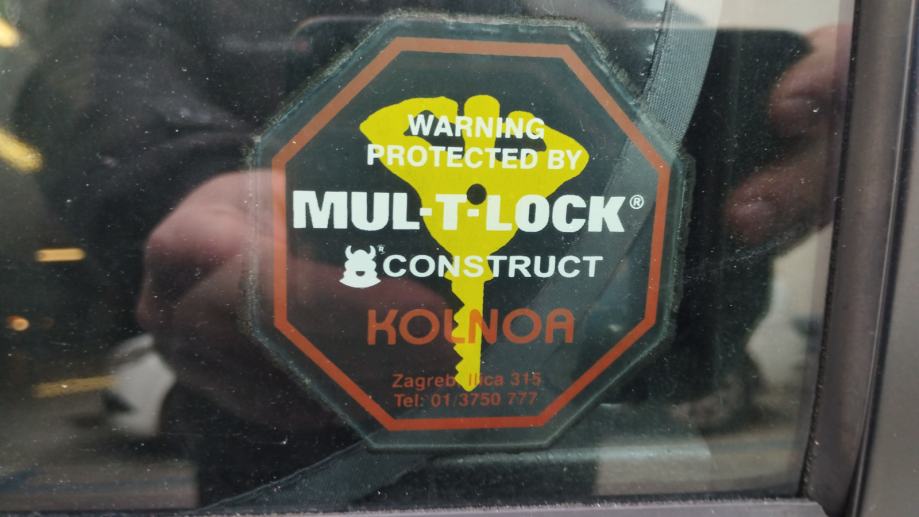 WARNING
PROTECTED BY
MUL-T-LOCK®
® CONSTRUCT
KOLNOA
Zagreb Ilica 315
Tel: 01/3750 777